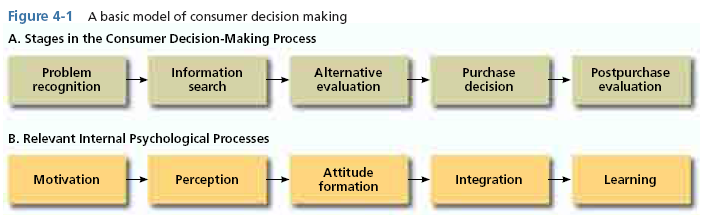 Figure 4-1 A basic model of consumer decision making
A. Stages in the Consumer Decision-Making Process
Problem
recognition
Information
search
Alternative
evaluation
Purchase
decision
Postpurchase
evaluation
B. Relevant Internal Psychological Processes
Motivation
Perception
Attitude
formation
Integration
Learning